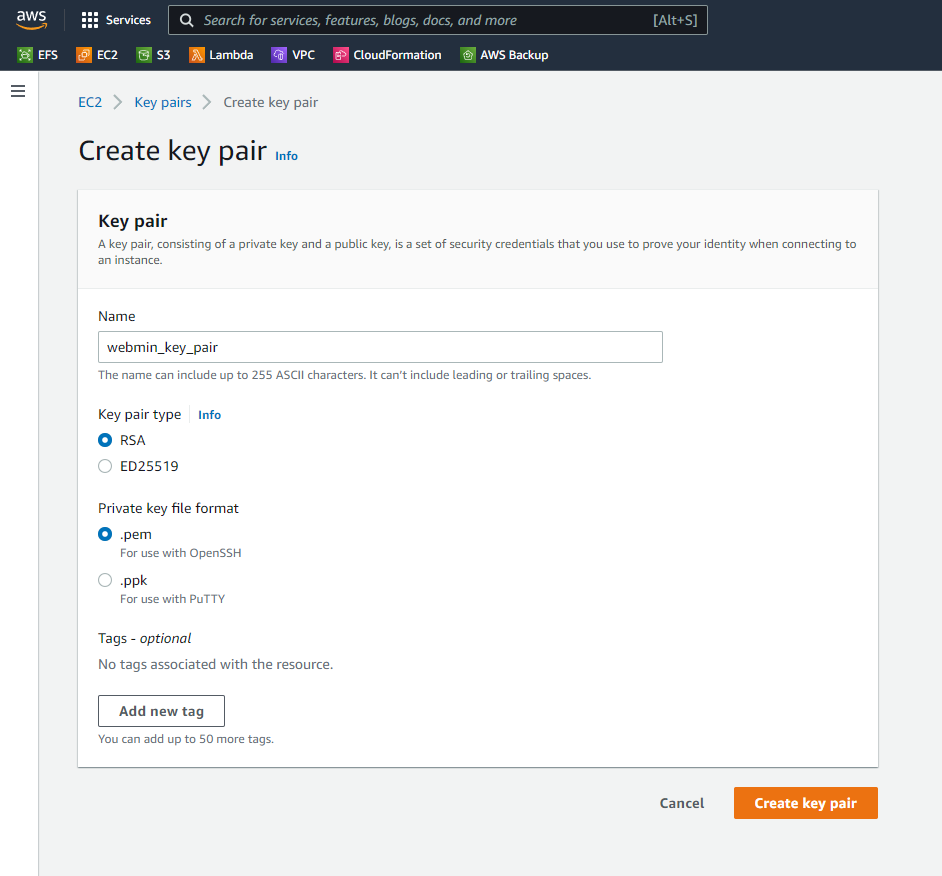 aws
Services
Search for services, features, blogs, docs, and more
[Alt+S]
EFS
EC2
S3
Lambda
VPC
CloudFormation
AWS Backup
EC2
Key pairs
Create key pair
Create key pair Info
Key pair
A key pair, consisting of a private key and a public key, is a set of security credentials that you use to prove your identity when connecting to
an instance.
Name
webmin_key_pair
The name can include up to 255 ASCII characters. It can't include leading or trailing spaces.
Key pair type
Info
RSA
ED25519
Private key file format
.pem
For use with OpenSSH
.ppk
For use with PuTTY
Tags - optional
No tags associated with the resource.
Add new tag
You can add up to 50 more tags.
Cancel
Create key pair